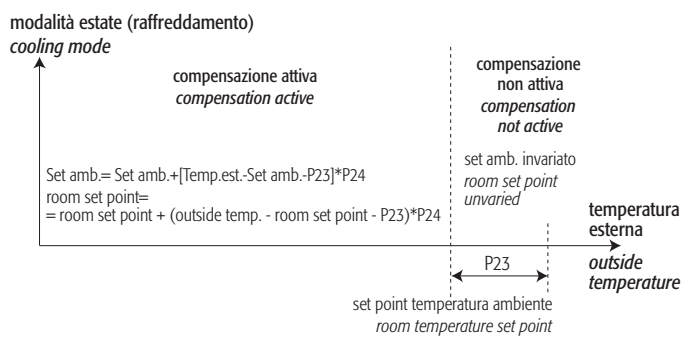 modalità estate (raffreddamento)
cooling mode
compensazione attiva
compensation active
compensazione
non attiva
compensation
not active
Set amb.= Set amb.+[Temp.est.-Set amb.-P23]*P24
room set point=
= room set point + (outside temp. - room set point - P23)*P24
set amb. invariato
room set point
unvaried
temperatura
esterna
outside
temperature
P23
set point temperatura ambiente
room temperature set point